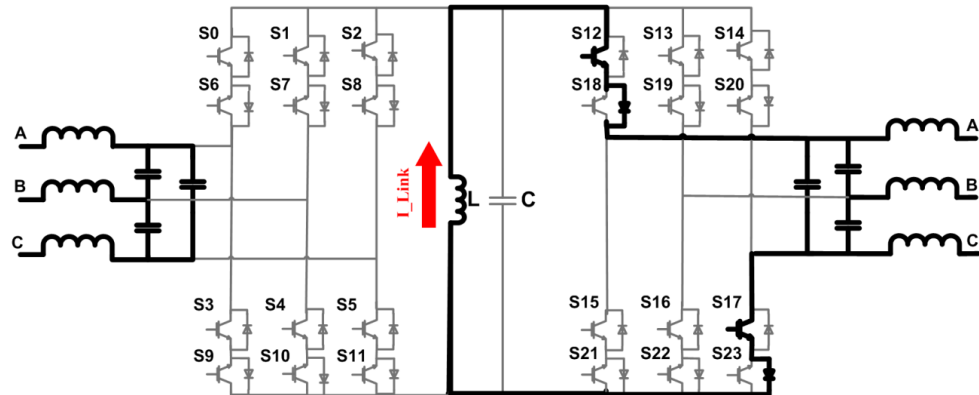 S0 S1 S2 S12 S13 S14
S6 S7 S8 S18 S19 S20
A A
B I_Link L C B
C C
S3 S4 S5 S15 S16 S17
S9 S10 S11 S21 S22 S23